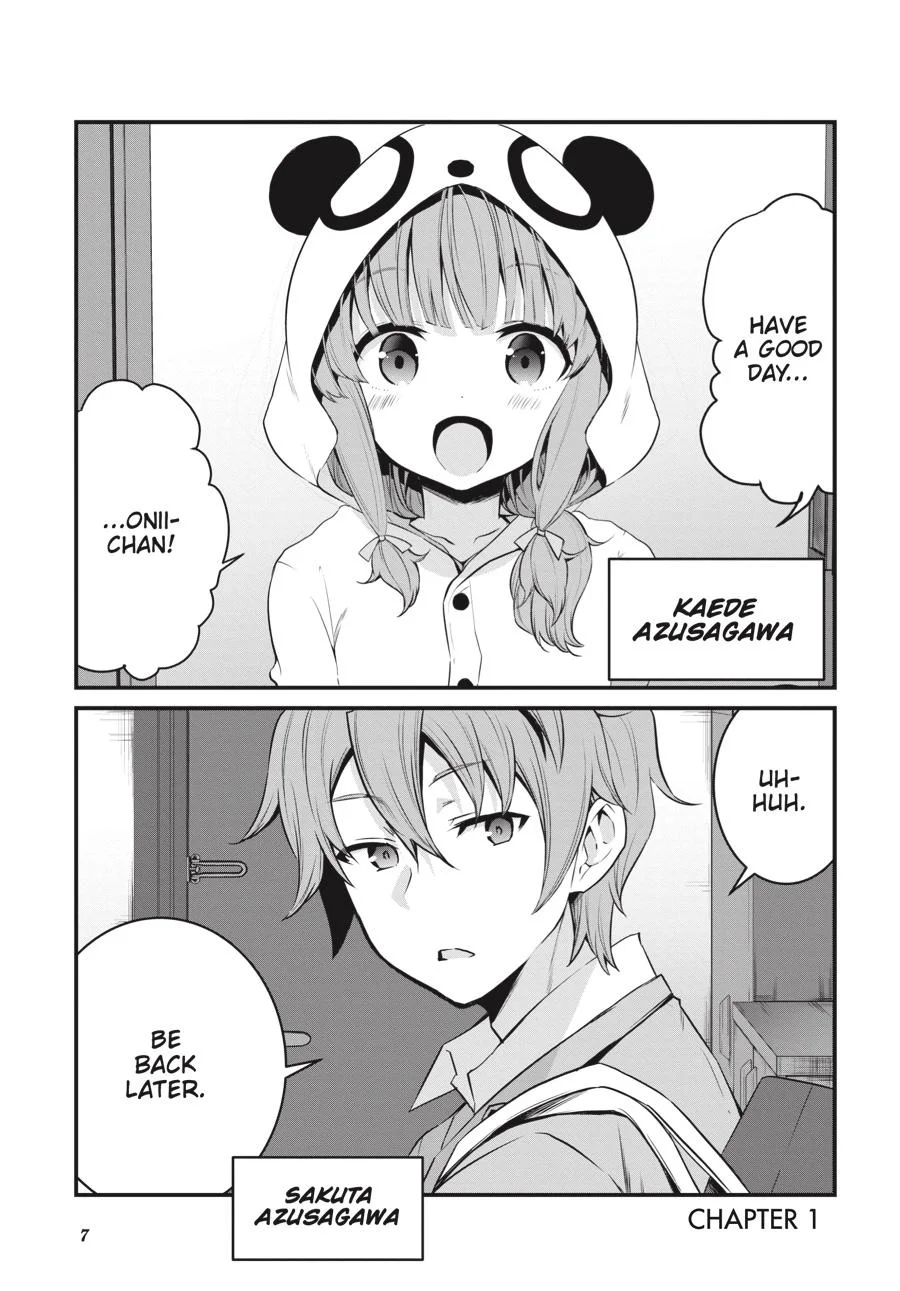 HAVE
A GOOD
DAY...
...ONII-
CHAN!
KAEDE
AZUSAGAWA
UH-
HUH.
BE
BACK
LATER.
SAKUTA
AZUSAGAWA
CHAPTER 1
7